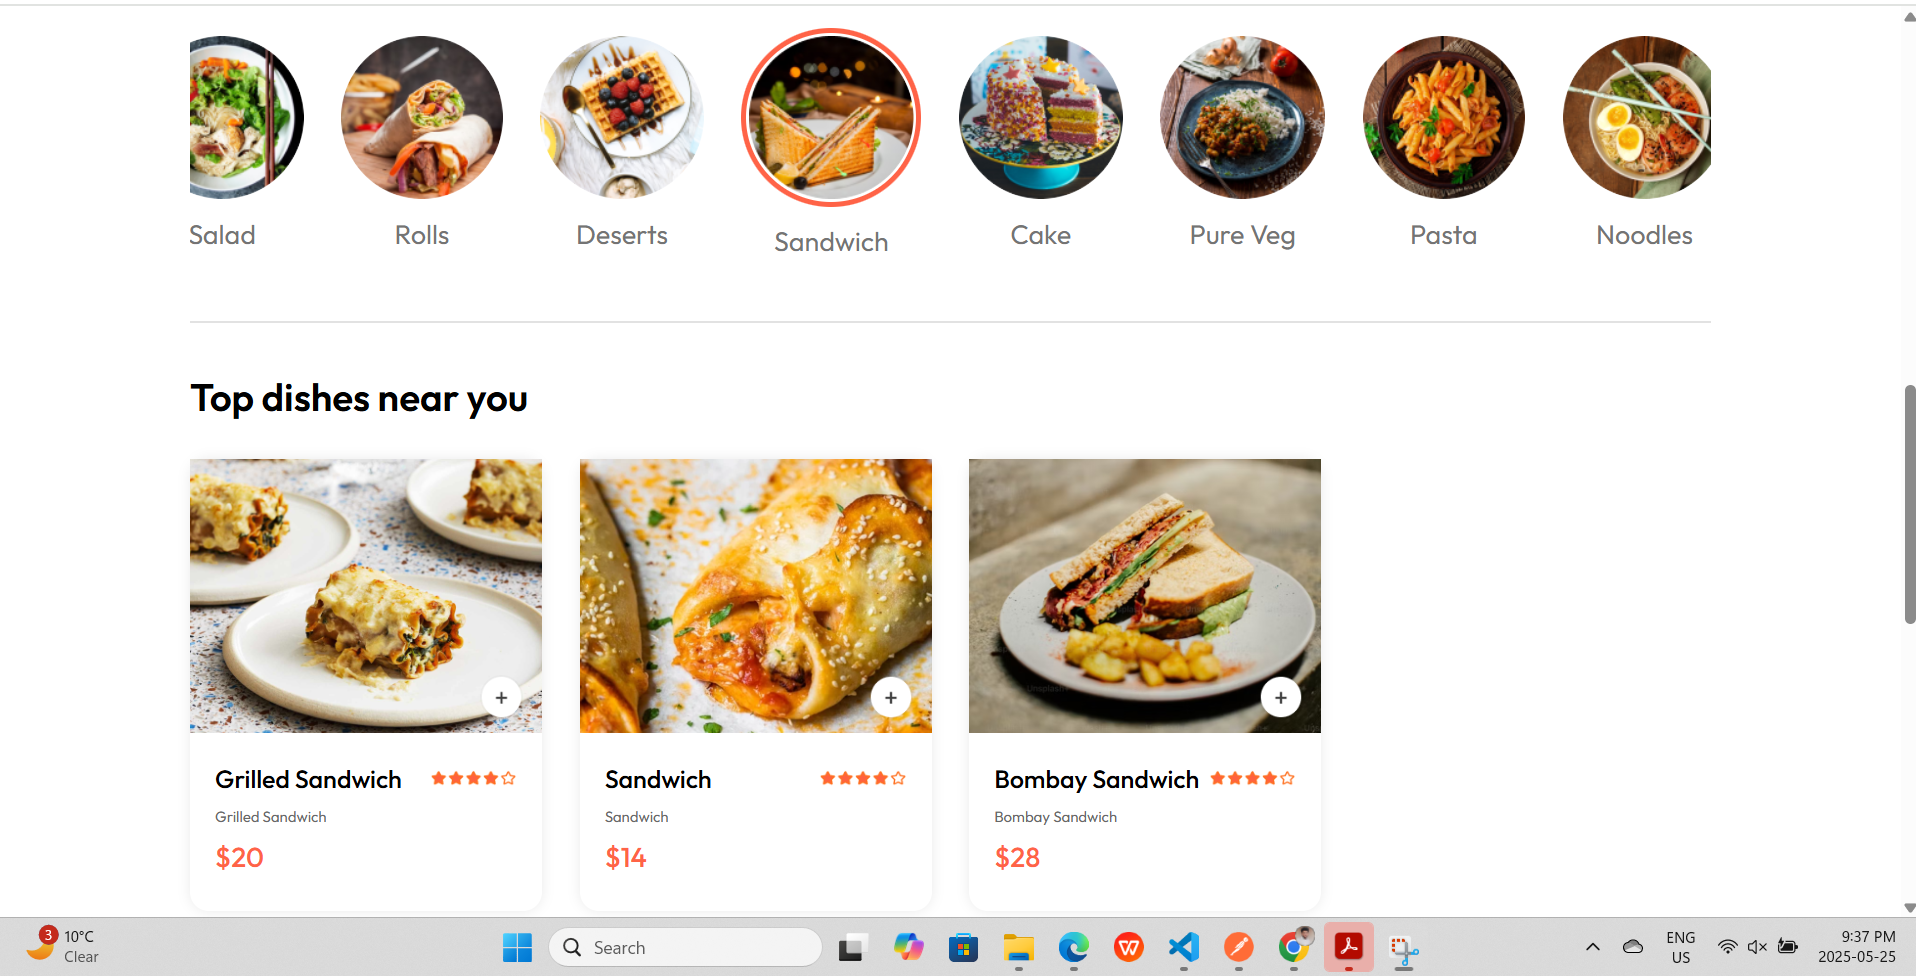 Salad Rolls Deserts Sandwich Cake Pure Veg Pasta Noodles
Top dishes near you
Grilled Sandwich
Grilled Sandwich
$20
Sandwich
Sandwich
$14
Unsplash
Bombay Sandwich
Bombay Sandwich
$28
3
10°C
Clear
Search
ENG
US
9:37 PM
2025-05-25